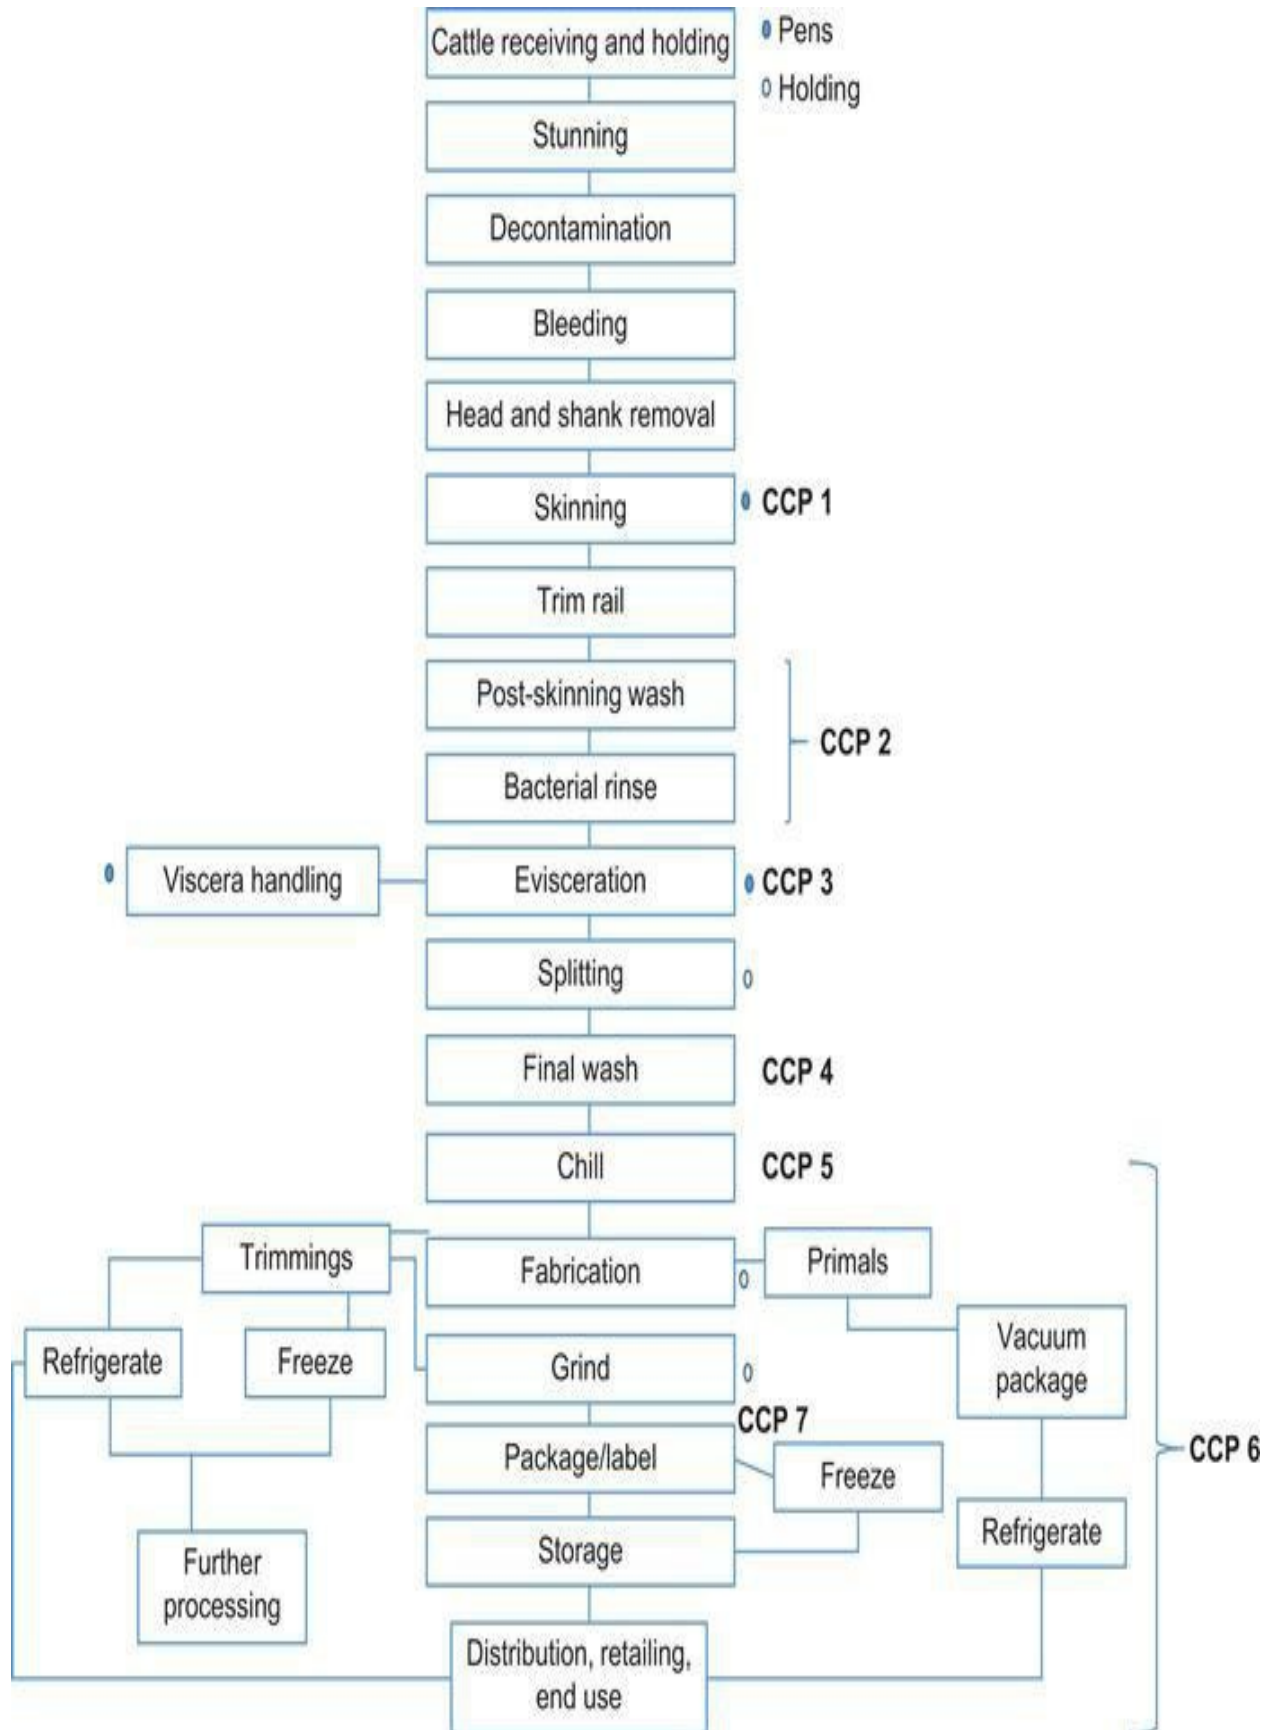 Cattle receiving and holding
Pens
Holding
Stunning
Decontamination
Bleeding
Head and shank removal
Skinning
CCP 1
Trim rail
Post-skinning wash
CCP 2
Bacterial rinse
Viscera handling
Evisceration
CCP 3
Splitting
Final wash
CCP 4
Chill
CCP 5
Trimmings
Fabrication
Primals
Refrigerate
Freeze
Grind
Vacuum
package
CCP 7
CCP 6
Package/label
Freeze
Storage
Refrigerate
Further
processing
Distribution, retailing,
end use